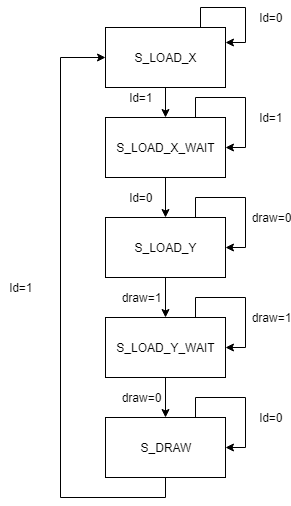 ld=0
S_LOAD_X
ld=1
ld=1
S_LOAD_X_WAIT
ld=0
draw=0
S_LOAD_Y
ld=1
draw=1
draw=1
S_LOAD_Y_WAIT
draw=0
ld=0
S_DRAW